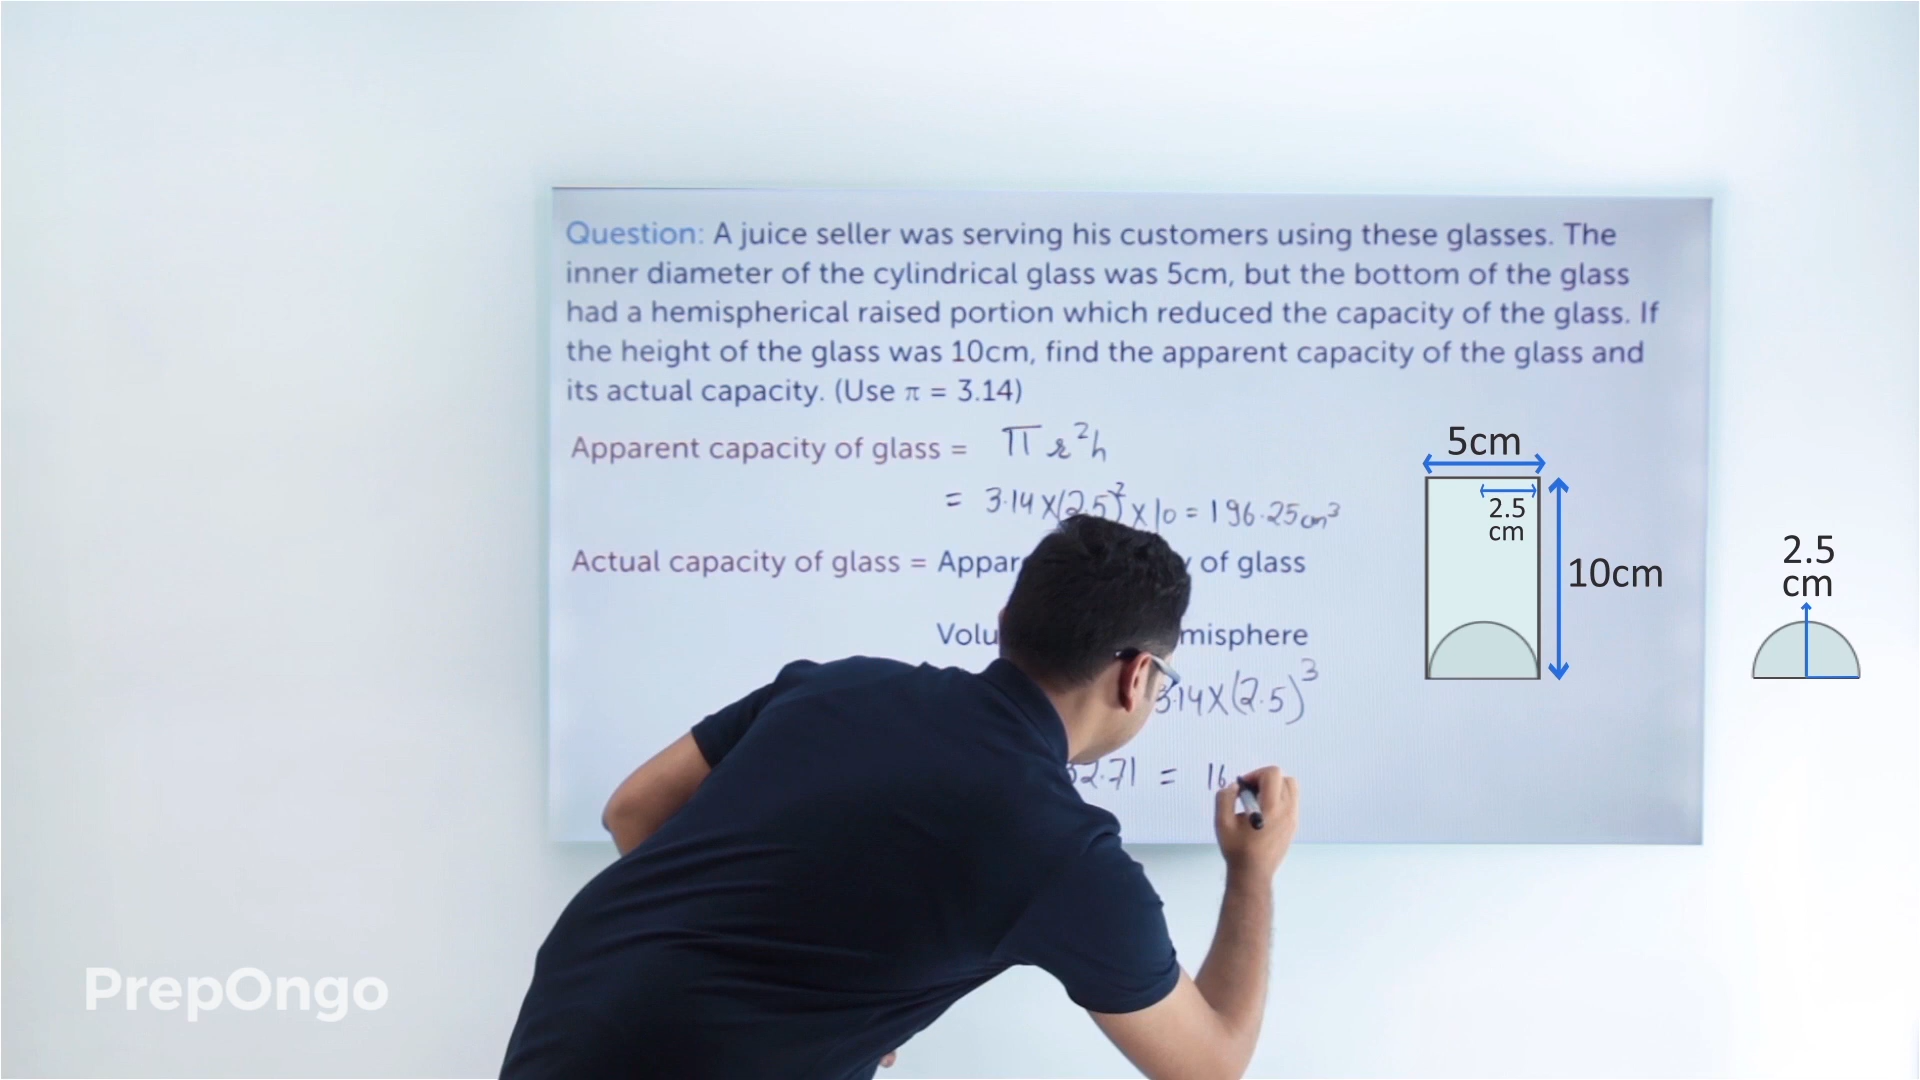 Question: A juice seller was serving his customers using these glasses. The
inner diameter of the cylindrical glass was 5cm, but the bottom of the glass
had a hemispherical raised portion which reduced the capacity of the glass. If
the height of the glass was 10cm, find the apparent capacity of the glass and
its actual capacity. (Use π = 3.14)
Apparent capacity of glass = πr²h
= 3.14×(2.5)²×10 = 196.25cm³
Actual capacity of glass = of glass
3.14×(2.5)³
=
5cm
2.5
cm
10cm
2.5
cm
PrepOngo